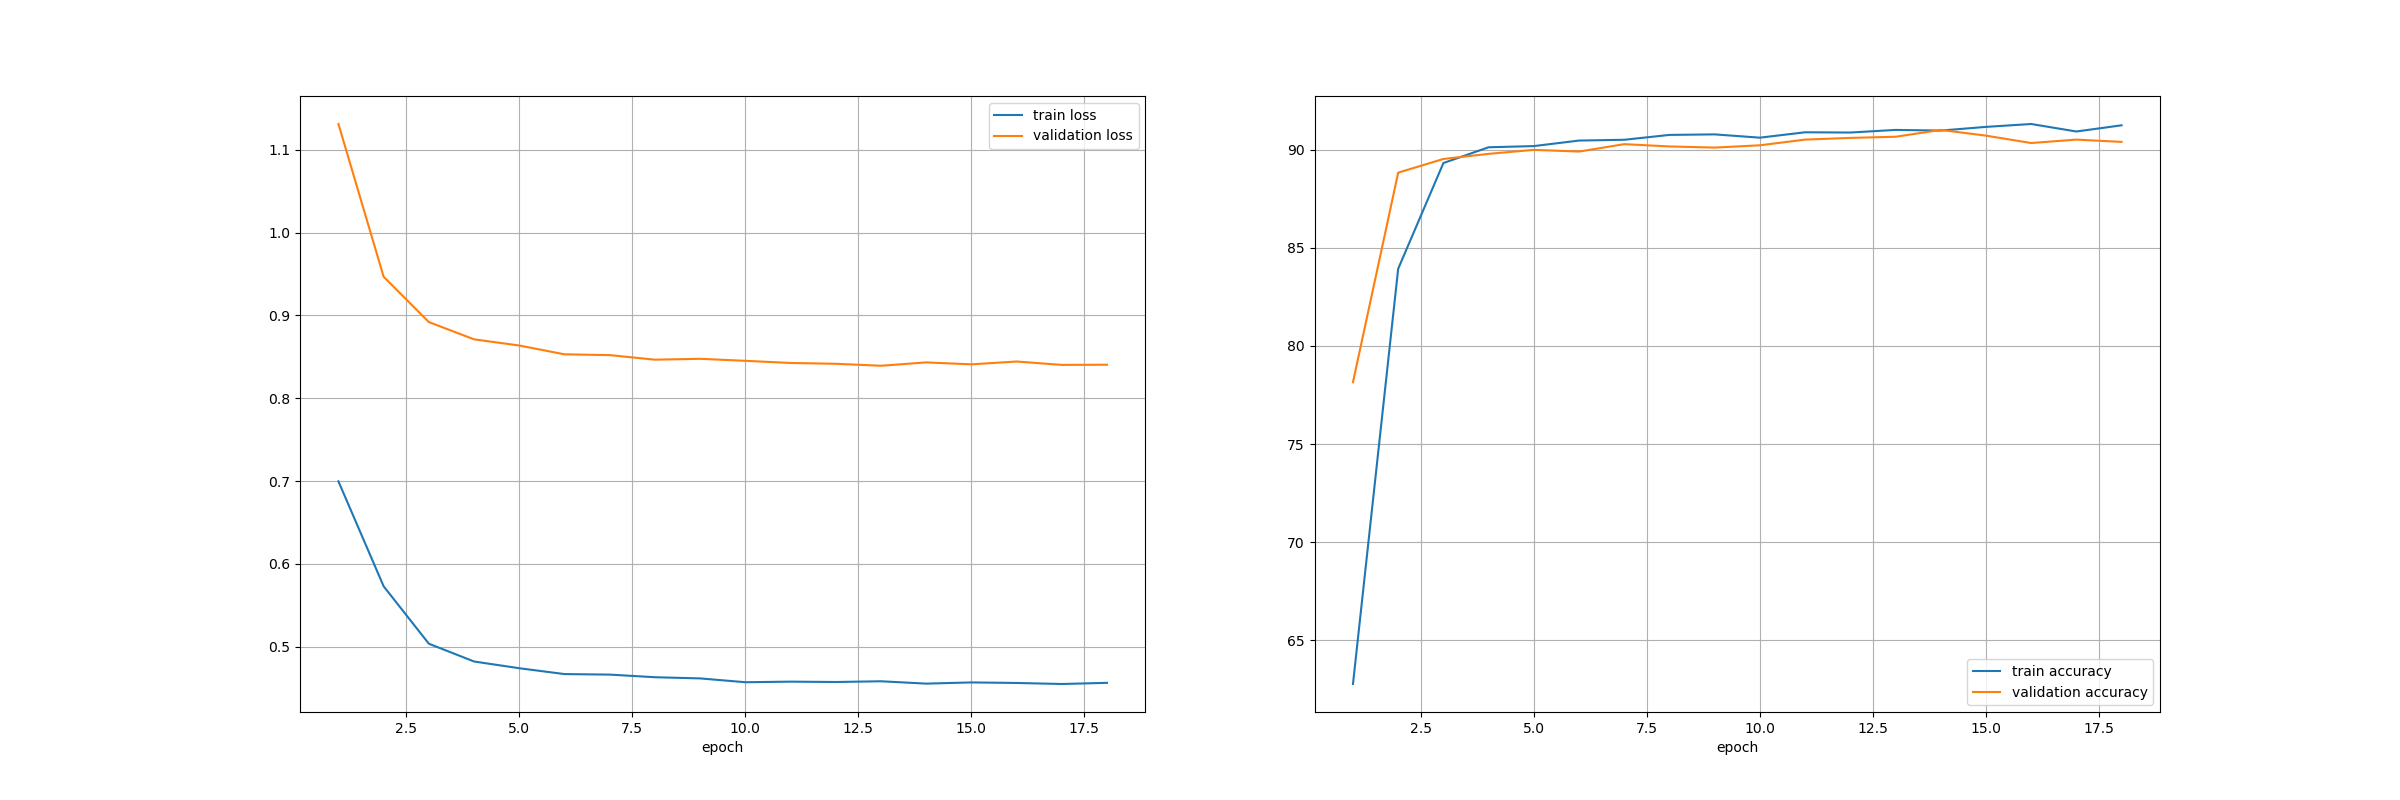 train loss
validation loss
1.1
1.0
0.9
0.8
0.7
0.6
0.5
2.5 5.0 7.5 10.0 12.5 15.0 17.5
epoch
90
85
80
75
70
65
train accuracy
validation accuracy
2.5 5.0 7.5 10.0 12.5 15.0 17.5
epoch